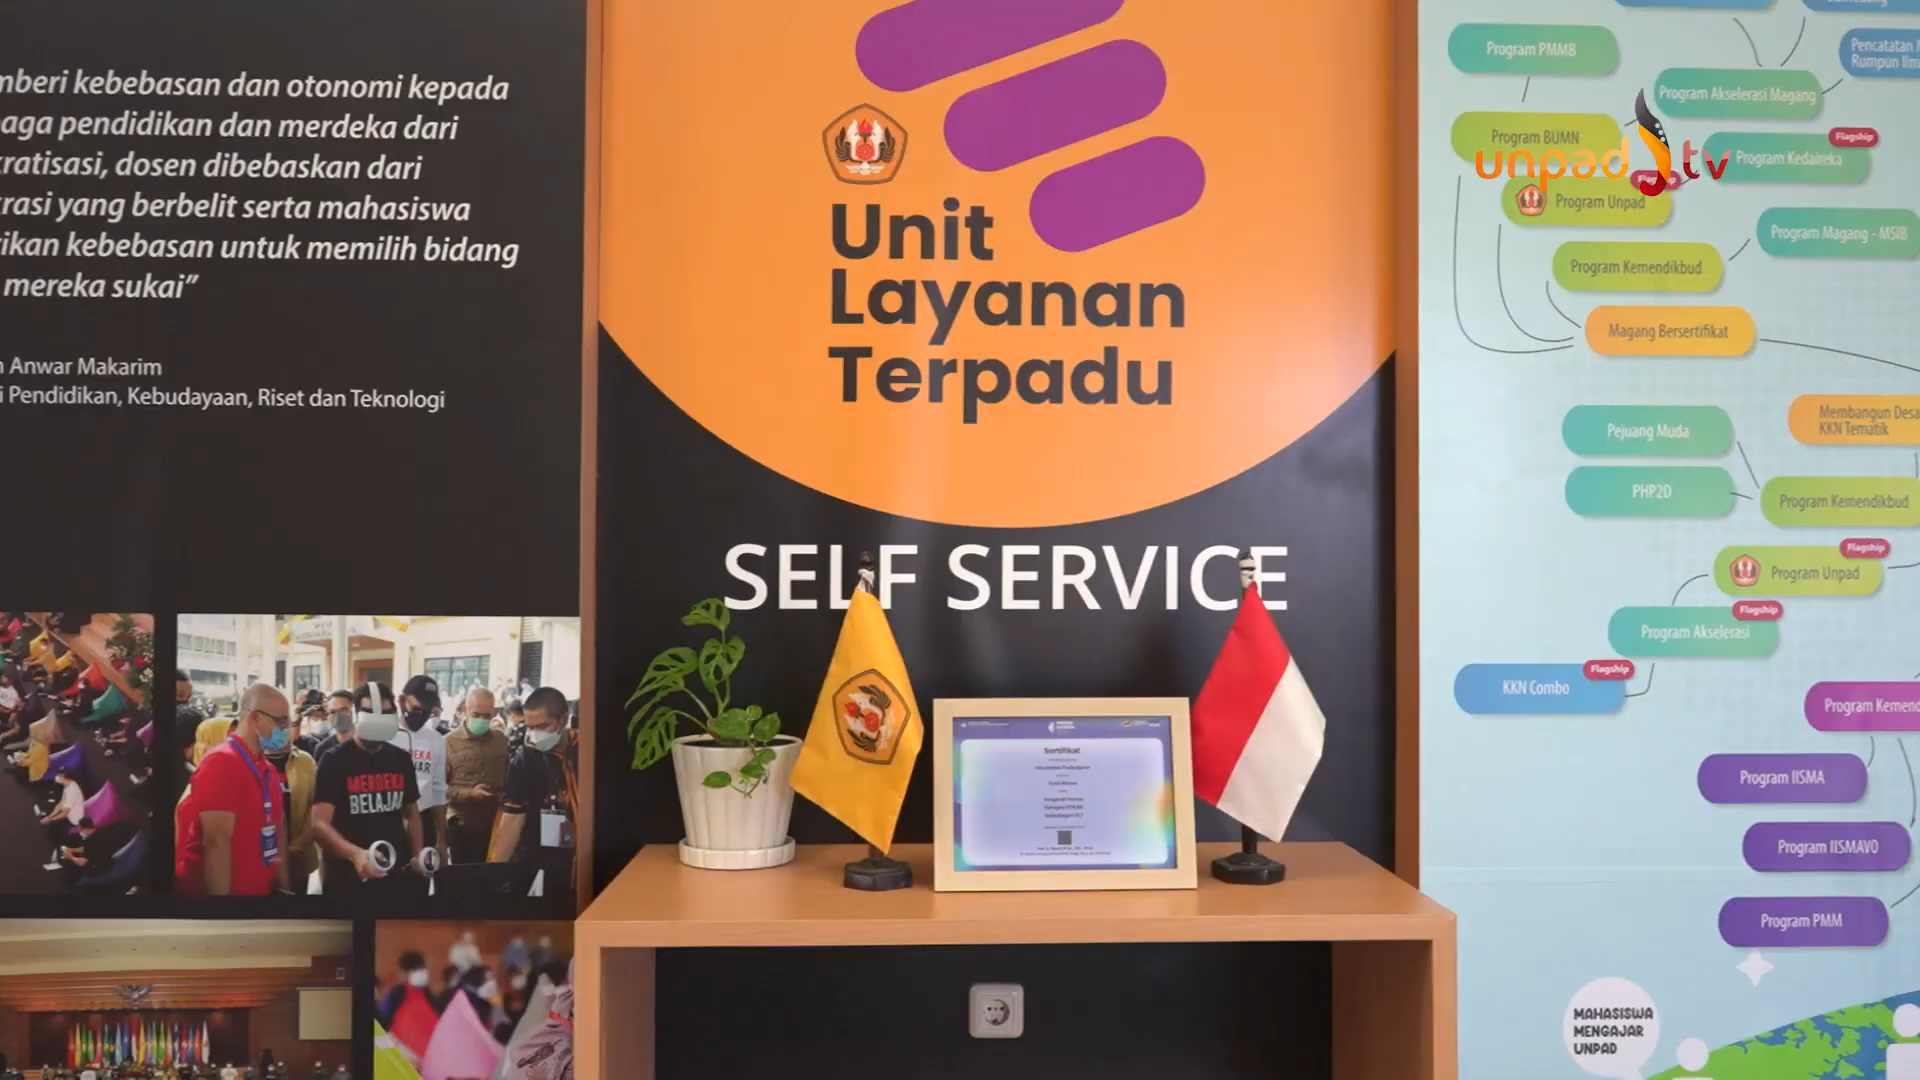 mberi kebebasan dan otonomi kepada
aga pendidikan dan merdeka dari
kratisasi, dosen dibebaskan dari
rasi yang berbelit serta mahasiswa
ikan kebebasan untuk memilih bidang
mereka sukai”
Anwar Makarim
i Pendidikan, Kebudayaan, Riset dan Teknologi
MERDEKA
BELAJAR
Unit
Layanan
Terpadu
SELF SERVICE
Sertifikat
unpad tv
Program PMMB
Pencatatan
Rumpun Ilm
Program Akselerasi Magang
Program BUMN
Flagship
Program Kedaireka
Flagship
Program Unpad
Program Magang - MSIB
Program Kemendikbud
Magang Bersertifikat
Membangun Desa
KKN Tematik
Pejuang Muda
PHP2D
Program Kemendikbud
Flagship
Program Unpad
Flagship
Program Akselerasi
Flagship
KKN Combo
Program Kemend
Program IISMA
Program IISMAVO
Program PMM
MAHASISWA
MENGAJAR
UNPAD